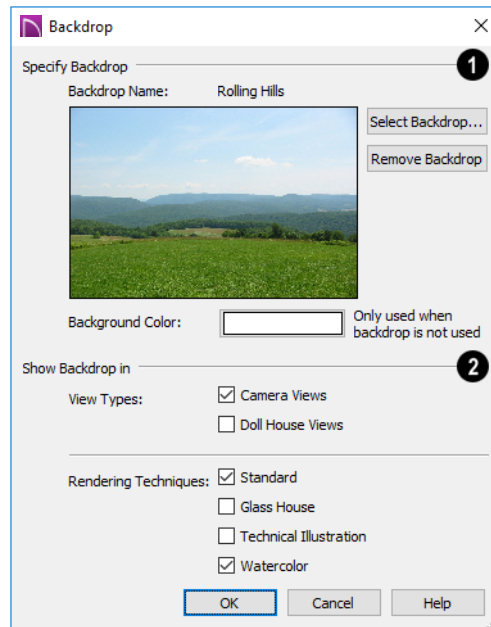 Backdrop
Specify Backdrop 1
Backdrop Name: Rolling Hills
Select Backdrop...
Remove Backdrop
Background Color:
Only used when
backdrop is not used
Show Backdrop in 2
View Types:
Camera Views
Doll House Views
Rendering Techniques:
Standard
Glass House
Technical Illustration
Watercolor
OK Cancel Help